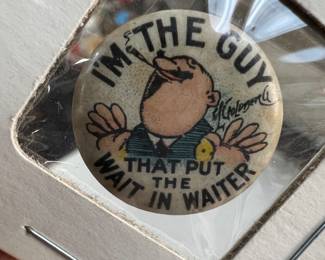 I'M THE GUY
THAT PUT
THE
WAIT IN WAITER